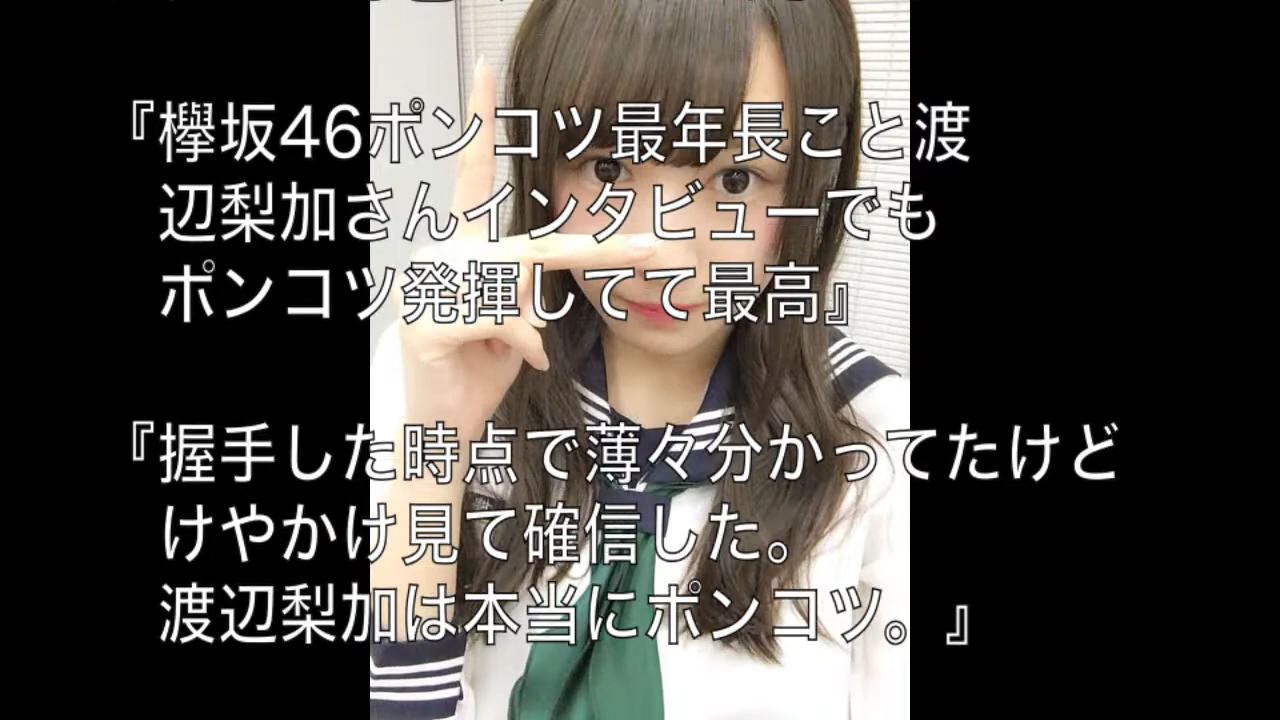 『欅坂46ポンコツ最年長こと渡
辺梨加さんインタビューでも
ポンコツ発揮してて最高』
『握手した時点で薄々分かってたけど
けやかけ見て確信した。
渡辺梨加は本当にポンコツ。』